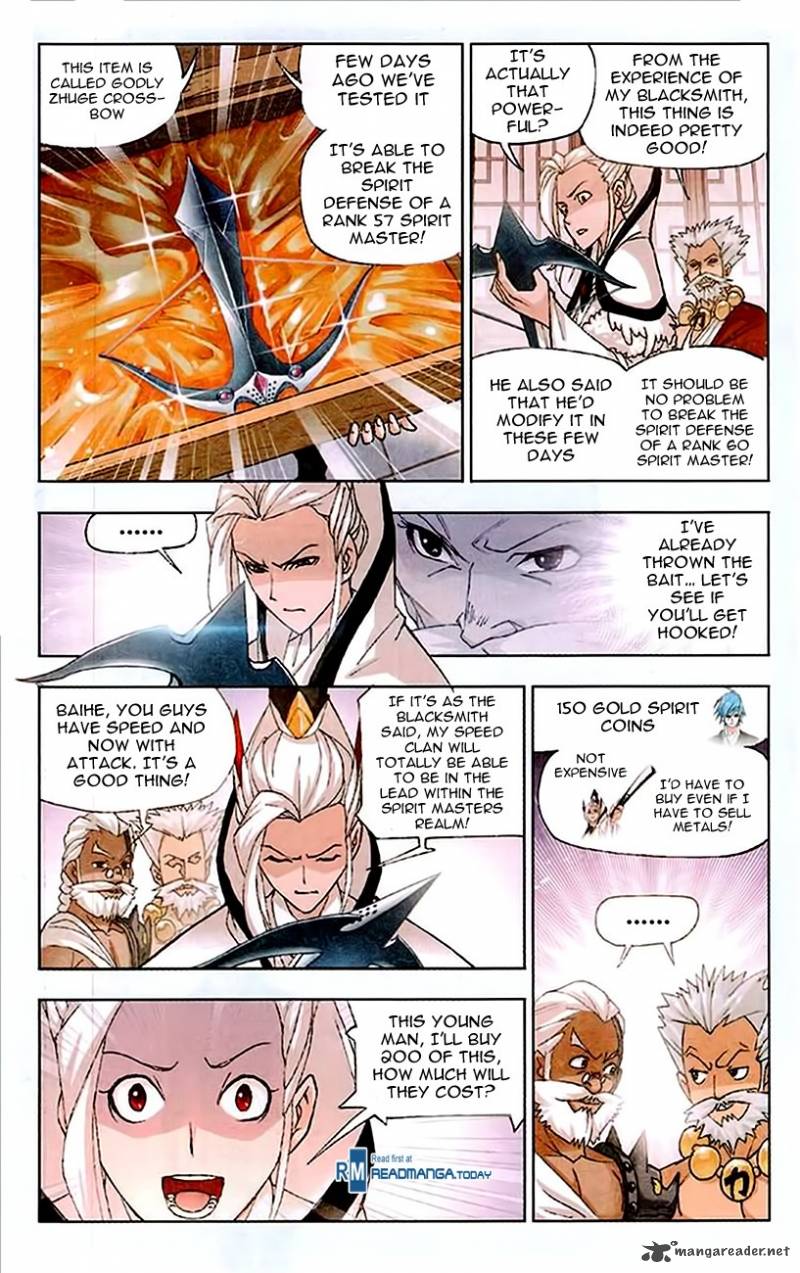 THIS ITEM IS
CALLED GODLY
ZHUGE CROSS-
BOW
FEW DAYS
AGO WE'VE
TESTED IT
IT'S ABLE TO
BREAK THE
SPIRIT
DEFENSE OF A
RANK 57 SPIRIT
MASTER!
IT'S
ACTUALLY
THAT
POWER-
FUL?
FROM THE
EXPERIENCE OF
MY BLACKSMITH,
THIS THING IS
INDEED PRETTY
GOOD!
HE ALSO SAID
THAT HE'D
MODIFY IT IN
THESE FEW
DAYS
IT SHOULD BE
NO PROBLEM
TO BREAK THE
SPIRIT DEFENSE
OF A RANK 60
SPIRIT MASTER!
......
I'VE
ALREADY
THROWN THE
BAIT... LET'S
SEE IF
YOU'LL GET
HOOKED!
BAIHE, YOU GUYS
HAVE SPEED AND
NOW WITH
ATTACK. IT'S A
GOOD THING!
IF IT'S AS THE
BLACKSMITH
SAID, MY SPEED
CLAN WILL
TOTALLY BE ABLE
TO BE IN THE
LEAD WITHIN THE
SPIRIT MASTERS
REALM!
150 GOLD SPIRIT
COINS
NOT
EXPENSIVE
I'D HAVE TO
BUY EVEN IF I
HAVE TO SELL
METALS!
......
力
THIS YOUNG
MAN, I'LL BUY
200 OF THIS,
HOW MUCH WILL
THEY COST?
RM
Read first at
READMANGA.TODAY
mangareader.net